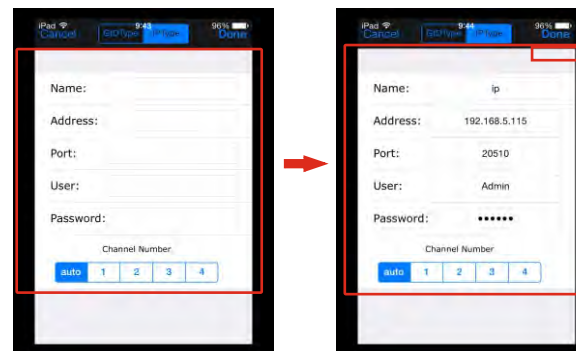 iPad 9:43 96%
Cancel GIDType IPType Done
Name:
Address:
Port:
User:
Password:
Channel Number
auto 1 2 3 4
iPad 9:44 96%
Cancel GIDType IPType Done
Name: ip
Address: 192.168.5.115
Port: 20510
User: Admin
Password: ••••••
Channel Number
auto 1 2 3 4